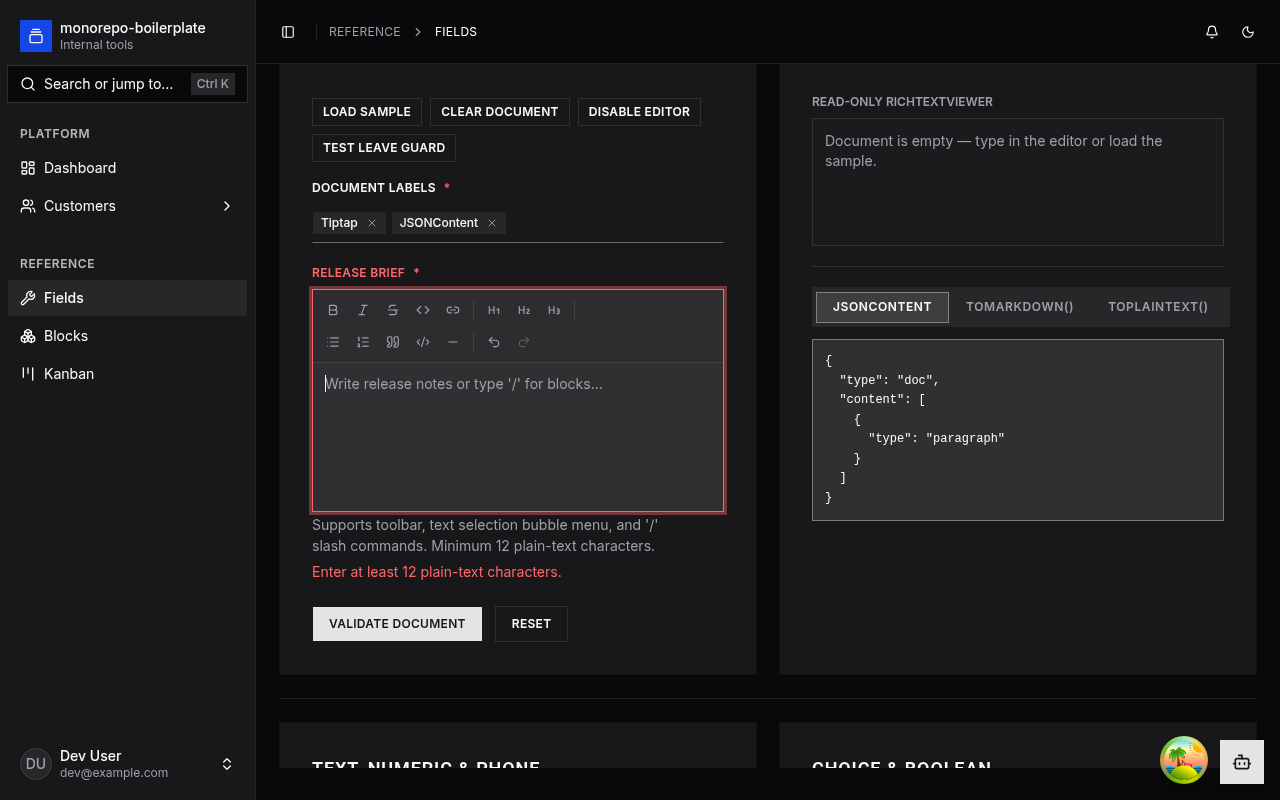 monorepo-boilerplate
Internal tools
Search or jump to...
Ctrl K
PLATFORM
Dashboard
Customers
REFERENCE
Fields
Blocks
Kanban
DU
Dev User
dev@example.com
REFERENCE
FIELDS
LOAD SAMPLE
CLEAR DOCUMENT
DISABLE EDITOR
TEST LEAVE GUARD
DOCUMENT LABELS *
Tiptap
JSONContent
RELEASE BRIEF *
H1
H2
H3
Write release notes or type '/' for blocks...
Supports toolbar, text selection bubble menu, and '/'
slash commands. Minimum 12 plain-text characters.
Enter at least 12 plain-text characters.
VALIDATE DOCUMENT
RESET
READ-ONLY RICHTEXTVIEWER
Document is empty — type in the editor or load the
sample.
JSONCONTENT
TOMARKDOWN()
TOPLAINTEXT()
{
  "type": "doc",
  "content": [
    {
      "type": "paragraph"
    }
  ]
}
TEXT, NUMERIC & PHONE
CHOICE & BOOLEAN